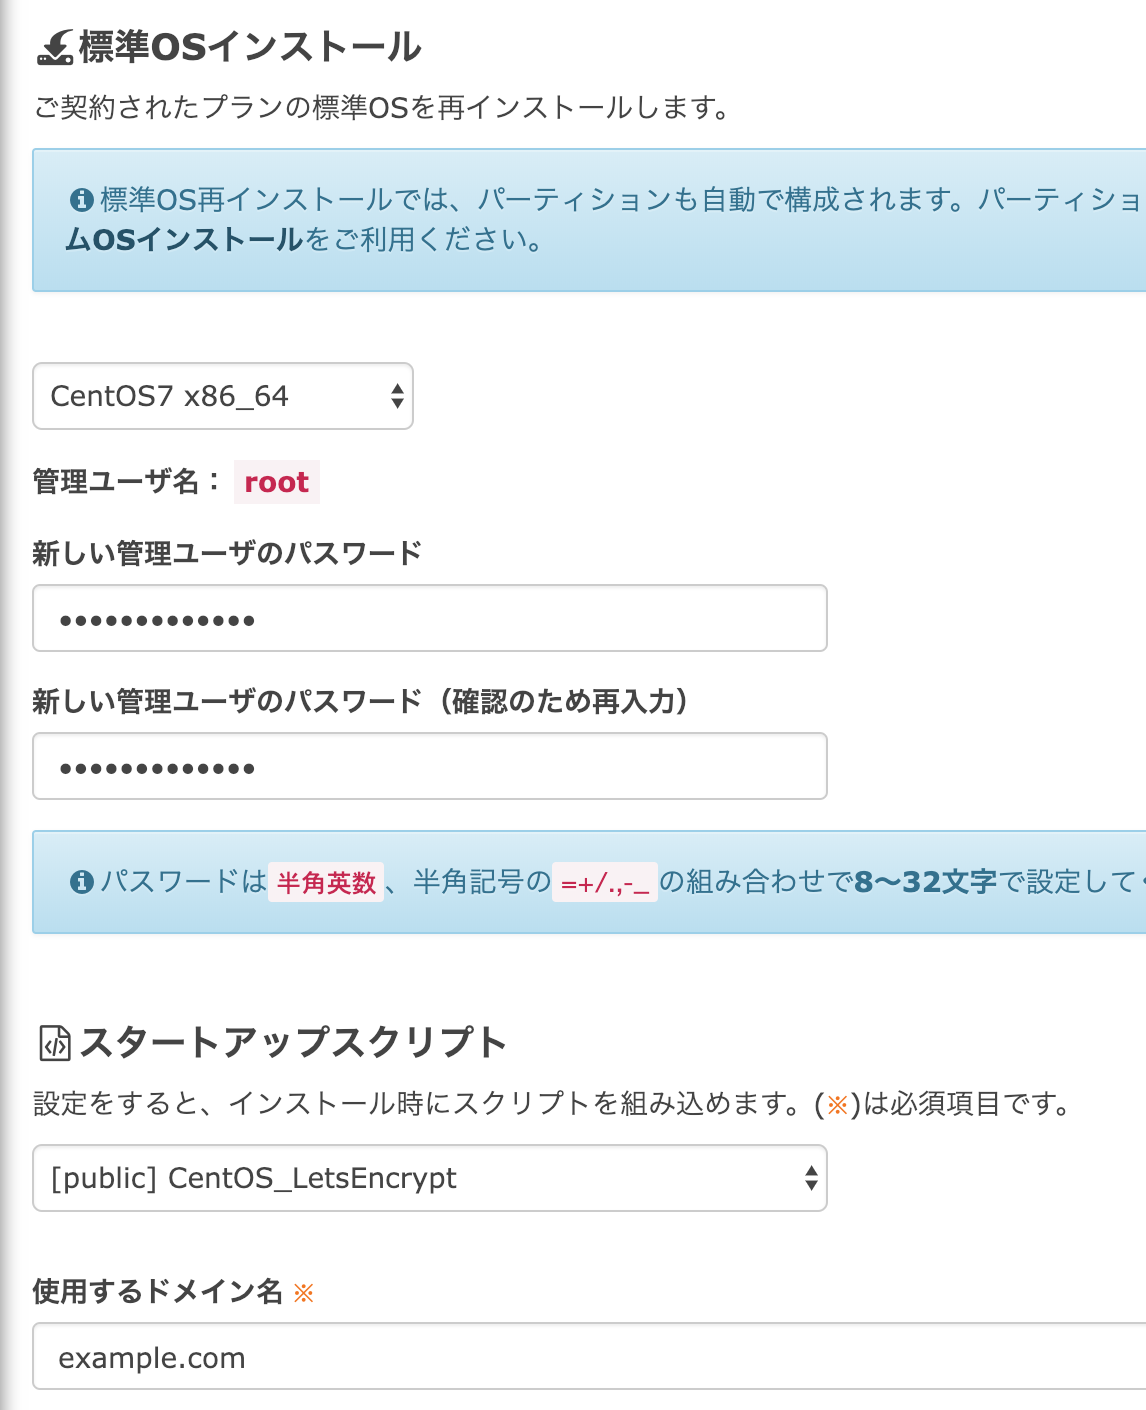 標準OSインストール
ご契約されたプランの標準OSを再インストールします。
標準OS再インストールでは、パーティションも自動で構成されます。パーティショ
ムOSインストールをご利用ください。
CentOS7 x86_64
管理ユーザ名： root
新しい管理ユーザのパスワード
•••••••••••••
新しい管理ユーザのパスワード（確認のため再入力）
•••••••••••••
パスワードは 半角英数 、半角記号の =+/.,-_ の組み合わせで8〜32文字で設定して
スタートアップスクリプト
設定をすると、インストール時にスクリプトを組み込めます。(※)は必須項目です。
[public] CentOS_LetsEncrypt
使用するドメイン名 ※
example.com